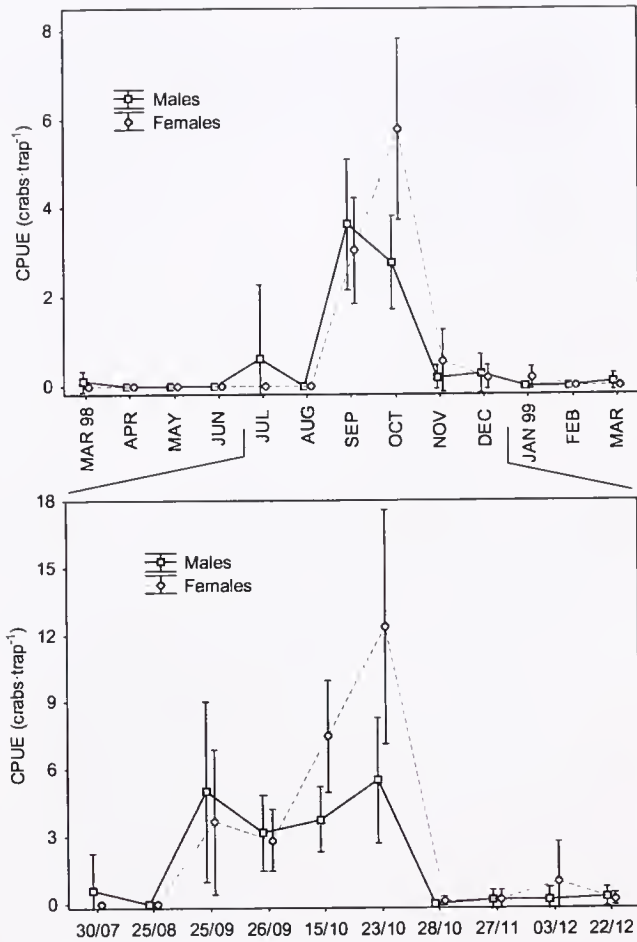 8
6
4
2
0
CPUE (crabs·trap⁻¹)
Males
Females
MAR 98
APR
MAY
JUN
JUL
AUG
SEP
OCT
NOV
DEC
JAN 99
FEB
MAR
18
15
12
9
6
3
0
CPUE (crabs·trap⁻¹)
Males
Females
30/07 25/08 25/09 26/09 15/10 23/10 28/10 27/11 03/12 22/12